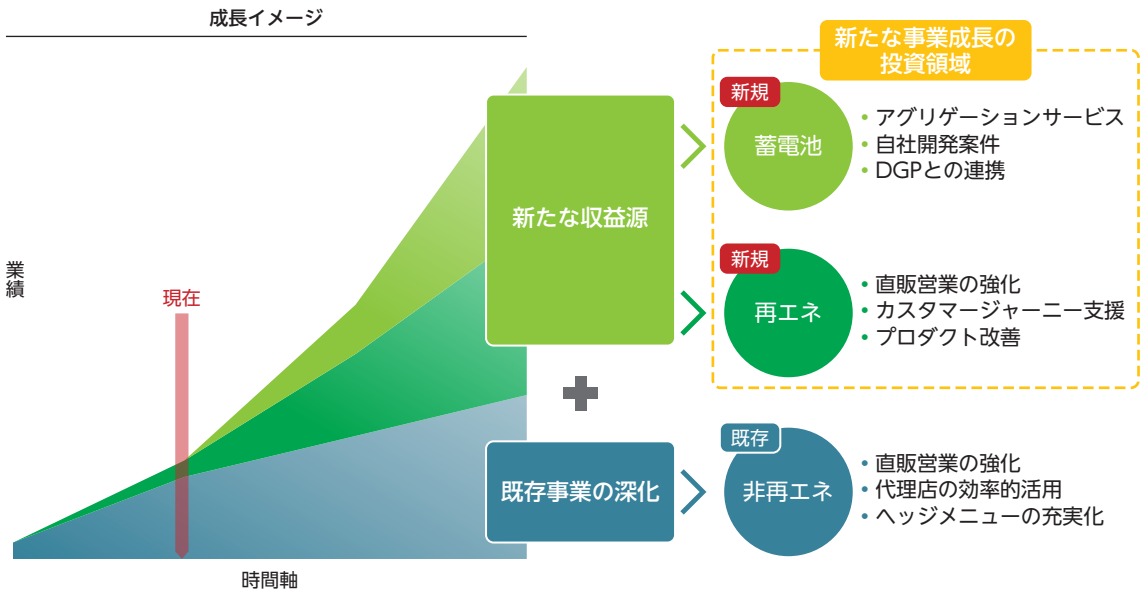 成長イメージ
業績
現在
時間軸
新たな収益源
既存事業の深化
新たな事業成長の
投資領域
新規
蓄電池
• アグリゲーションサービス
• 自社開発案件
• DGPとの連携
新規
再エネ
• 直販営業の強化
• カスタマージャーニー支援
• プロダクト改善
既存
非再エネ
• 直販営業の強化
• 代理店の効率的活用
• ヘッジメニューの充実化